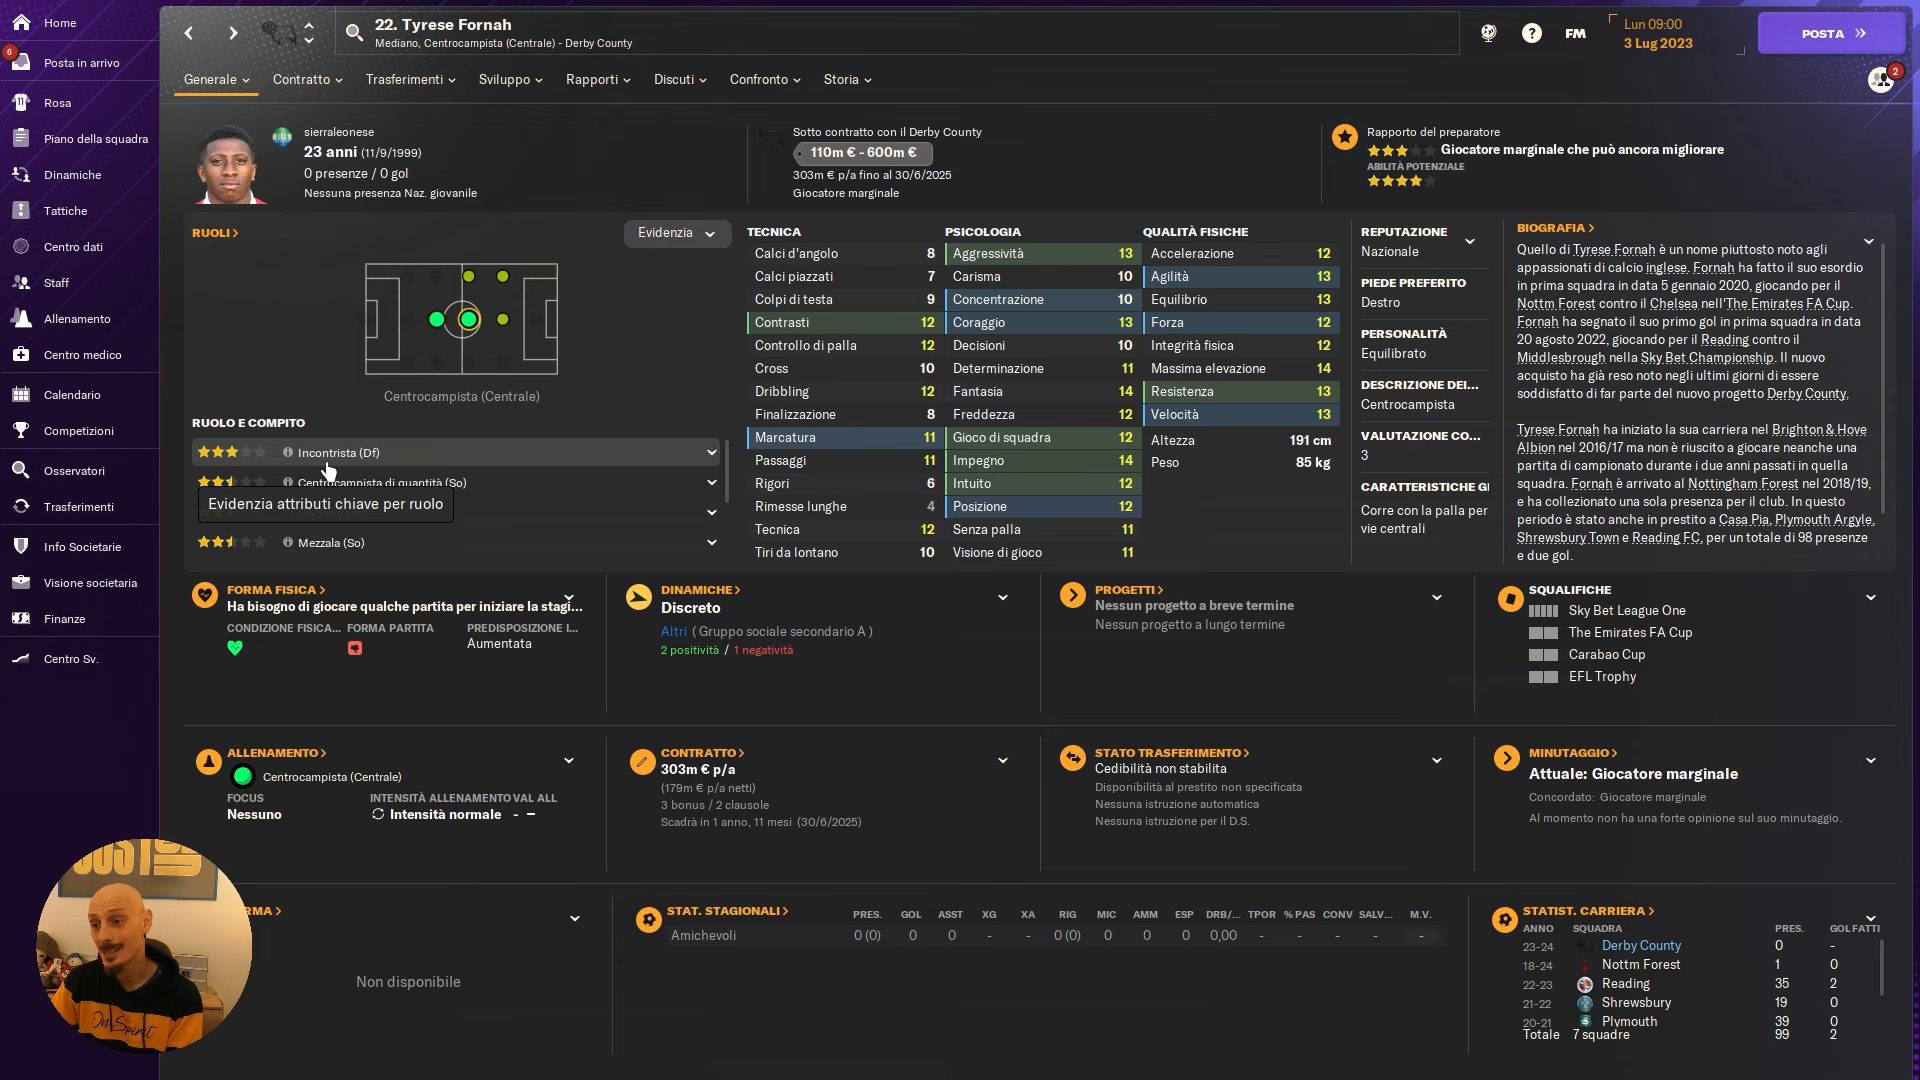 Home
6
Posta in arrivo
Rosa
Piano della squadra
Dinamiche
Tattiche
Centro dati
Staff
Allenamento
Centro medico
Calendario
Competizioni
Osservatori
Trasferimenti
Info Societarie
Visione societaria
Finanze
Centro Sv.
22. Tyrese Fornah
Mediano, Centrocampista (Centrale) - Derby County
FM
Lun 09:00
3 Lug 2023
POSTA
2
Generale Contratto Trasferimenti Sviluppo Rapporti Discuti Confronto Storia
sierraleonese
23 anni (11/9/1999)
0 presenze / 0 gol
Nessuna presenza Naz. giovanile
Sotto contratto con il Derby County
110m € - 600m €
303m € p/a fino al 30/6/2025
Giocatore marginale
Rapporto del preparatore
Giocatore marginale che può ancora migliorare
ABILITÀ POTENZIALE
RUOLI >
Evidenza
Centrocampista (Centrale)
RUOLO E COMPITO
Incontrista (Df)
Centrocampista di quantità (So)
Evidenzia attributi chiave per ruolo
Mezzala (So)
TECNICA
Calci d'angolo 8
Calci piazzati 7
Colpi di testa 9
Contrasti 12
Controllo di palla 12
Cross 10
Dribbling 12
Finalizzazione 8
Marcatura 11
Passaggi 11
Rigori 6
Rimesse lunghe 4
Tecnica 12
Tiri da lontano 10
PSICOLOGIA
Aggressività 13
Carisma 10
Concentrazione 10
Coraggio 13
Decisioni 10
Determinazione 11
Fantasia 14
Freddezza 12
Gioco di squadra 12
Impegno 14
Intuito 12
Posizione 12
Senza palla 11
Visione di gioco 11
QUALITÀ FISICHE
Accelerazione 12
Agilità 13
Equilibrio 13
Forza 12
Integrità fisica 12
Massima elevazione 14
Resistenza 13
Velocità 13
Altezza 191 cm
Peso 85 kg
REPUTAZIONE
Nazionale
PIEDE PREFERITO
Destro
PERSONALITÀ
Equilibrato
DESCRIZIONE DEI...
Centrocampista
VALUTAZIONE CO...
3
CARATTERISTICHE GI
Corre con la palla per
vie centrali
BIOGRAFIA >
Quello di Tyrese Fornah è un nome piuttosto noto agli
appassionati di calcio inglese. Fornah ha fatto il suo esordio
in prima squadra in data 5 gennaio 2020, giocando per il
Nottm Forest contro il Chelsea nell'The Emirates FA Cup.
Fornah ha segnato il suo primo gol in prima squadra in data
20 agosto 2022, giocando per il Reading contro il
Middlesbrough nella Sky Bet Championship. Il nuovo
acquisto ha già reso noto negli ultimi giorni di essere
soddisfatto di far parte del nuovo progetto Derby County.
Tyrese Fornah ha iniziato la sua carriera nel Brighton & Hove
Albion nel 2016/17 ma non è riuscito a giocare neanche una
partita di campionato durante i due anni passati in quella
squadra. Fornah è arrivato al Nottingham Forest nel 2018/19,
e ha collezionato una sola presenza per il club. In questo
periodo è stato anche in prestito a Casa Pia, Plymouth Argyle,
Shrewsbury Town e Reading FC, per un totale di 98 presenze
e due gol.
FORMA FISICA >
Ha bisogno di giocare qualche partita per iniziare la stagi...
CONDIZIONE FISICA... FORMA PARTITA PREDISPOSIZIONE I...
Aumentata
DINAMICHE >
Discreto
Altri ( Gruppo sociale secondario A )
2 positività / 1 negatività
PROGETTI >
Nessun progetto a breve termine
Nessun progetto a lungo termine
SQUALIFICHE
Sky Bet League One
The Emirates FA Cup
Carabao Cup
EFL Trophy
ALLENAMENTO >
Centrocampista (Centrale)
FOCUS INTENSITÀ ALLENAMENTO VAL ALL
Nessuno Intensità normale - –
CONTRATTO >
303m € p/a
(179m € p/a netti)
3 bonus / 2 clausole
Scadrà in 1 anno, 11 mesi (30/6/2025)
STATO TRASFERIMENTO >
Cedibilità non stabilita
Disponibilità al prestito non specificata
Nessuna istruzione automatica
Nessuna istruzione per il D.S.
MINUTAGGIO >
Attuale: Giocatore marginale
Concordato: Giocatore marginale
Al momento non ha una forte opinione sul suo minutaggio.
RMA >
Non disponibile
STAT. STAGIONALI > PRES. GOL ASST XG XA RIG MIC AMM ESP DRB/... TPOR % PAS CONV SALV... M.V.
Amichevoli 0 (0) 0 0 - - 0 (0) 0 0 0 0,00 - - - - -
STATIST. CARRIERA >
ANNO SQUADRA PRES. GOL FATTI
23-24 Derby County 0 -
18-24 Nottm Forest 1 0
22-23 Reading 35 2
21-22 Shrewsbury 19 0
20-21 Plymouth 39 0
Totale 7 squadre 99 2
On Spirit